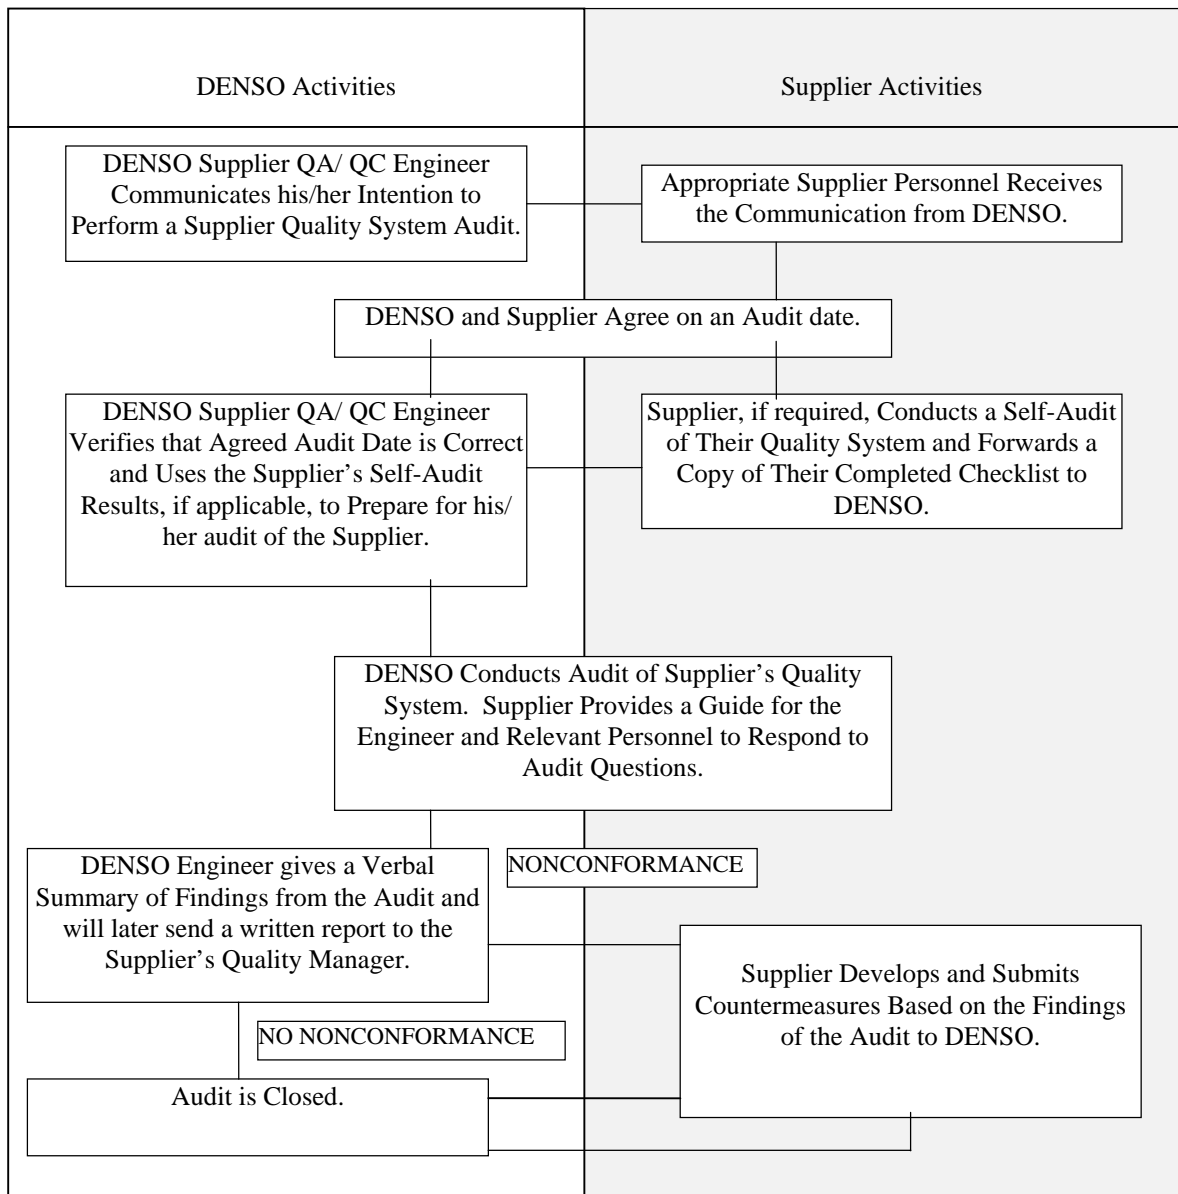 DENSO Activities
Supplier Activities
DENSO Supplier QA/ QC Engineer
Communicates his/her Intention to
Perform a Supplier Quality System Audit.
Appropriate Supplier Personnel Receives
the Communication from DENSO.
DENSO and Supplier Agree on an Audit date.
DENSO Supplier QA/ QC Engineer
Verifies that Agreed Audit Date is Correct
and Uses the Supplier’s Self-Audit
Results, if applicable, to Prepare for his/
her audit of the Supplier.
Supplier, if required, Conducts a Self-Audit
of Their Quality System and Forwards a
Copy of Their Completed Checklist to
DENSO.
DENSO Conducts Audit of Supplier’s Quality
System.  Supplier Provides a Guide for the
Engineer and Relevant Personnel to Respond to
Audit Questions.
DENSO Engineer gives a Verbal
Summary of Findings from the Audit and
will later send a written report to the
Supplier’s Quality Manager.
NONCONFORMANCE
Supplier Develops and Submits
Countermeasures Based on the Findings
of the Audit to DENSO.
NO NONCONFORMANCE
Audit is Closed.